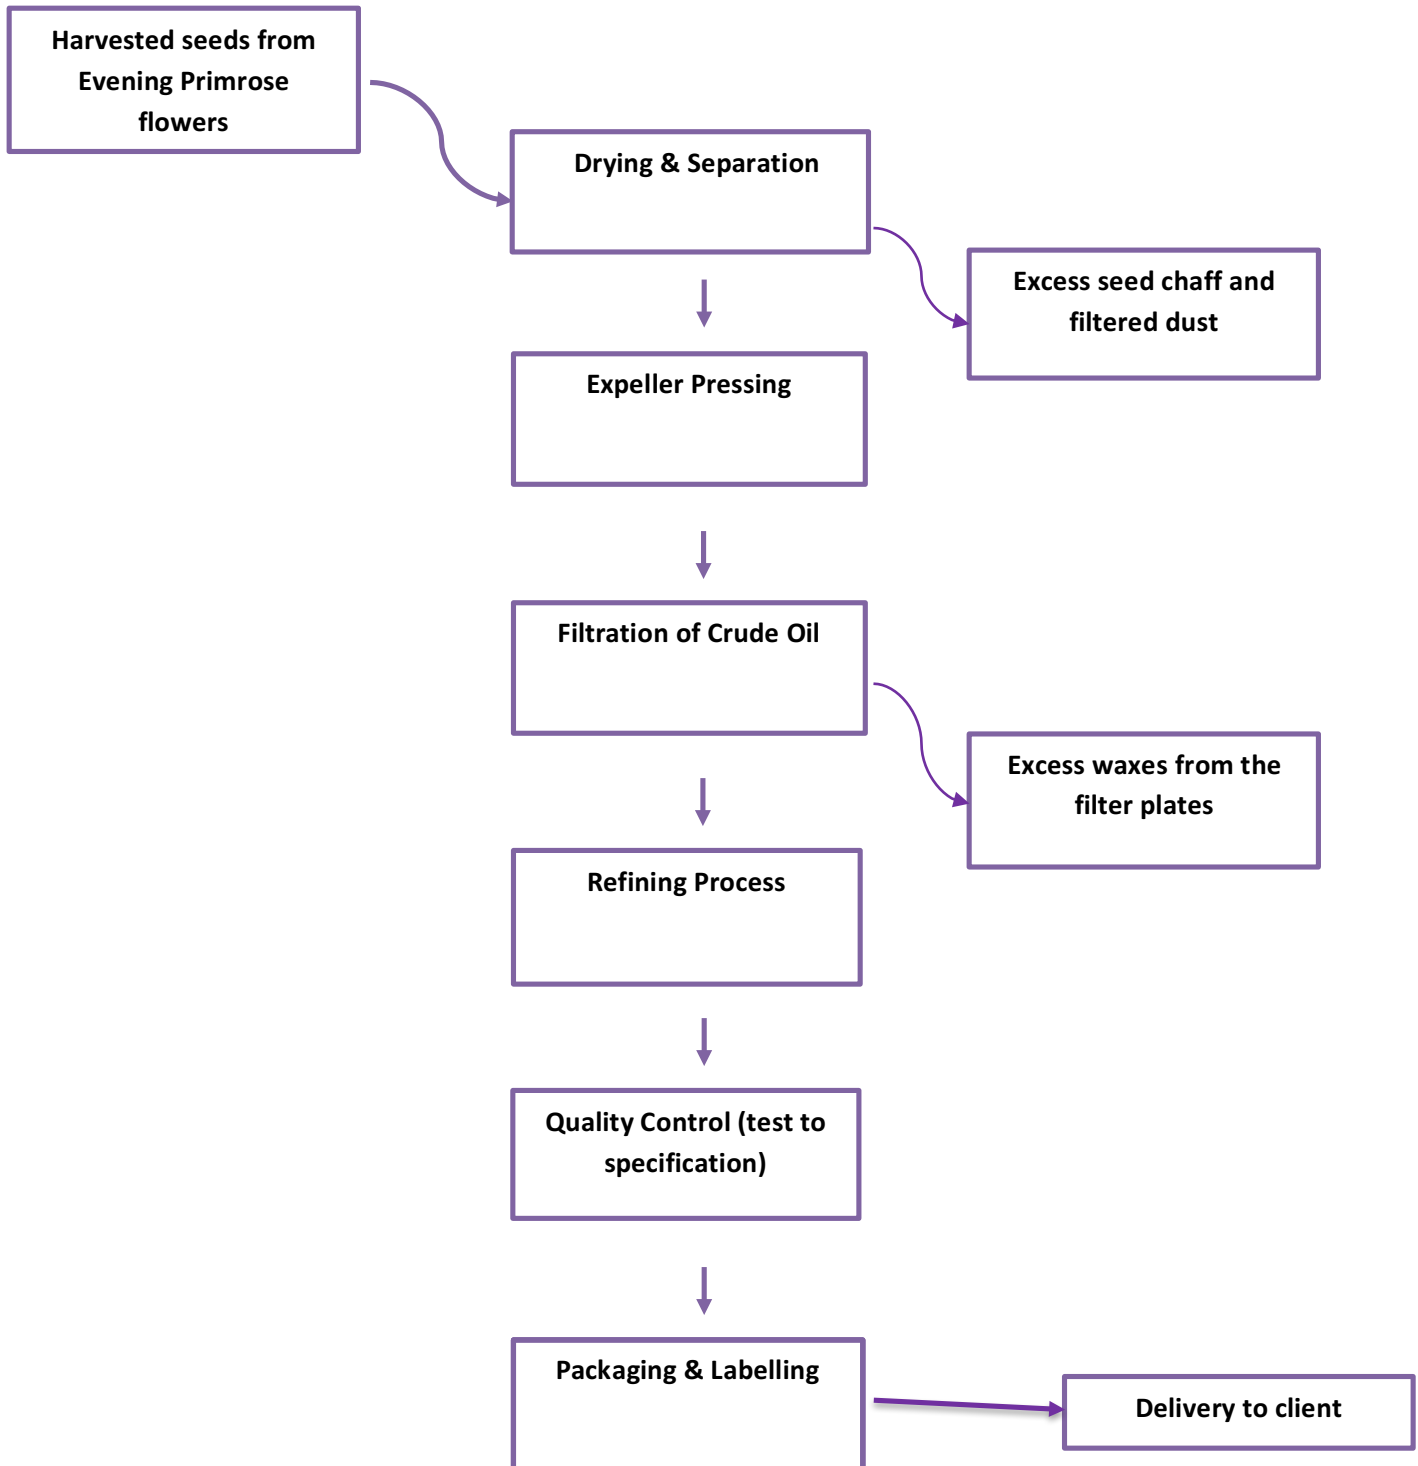 Harvested seeds from
Evening Primrose
flowers
Drying & Separation
Excess seed chaff and
filtered dust
Expeller Pressing
Filtration of Crude Oil
Excess waxes from the
filter plates
Refining Process
Quality Control (test to
specification)
Packaging & Labelling
Delivery to client